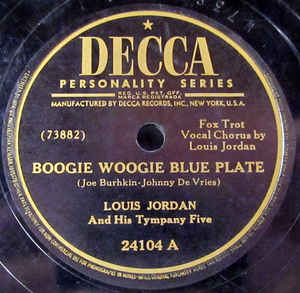 DECCA
PERSONALITY SERIES
REG. U.S. PAT. OFF.
MARCA REGISTRADA
MANUFACTURED BY DECCA RECORDS, INC., NEW YORK, U.S.A.
(73882)
Fox Trot
Vocal Chorus by
Louis Jordan
BOOGIE WOOGIE BLUE PLATE
(Joe Burhkin-Johnny De Vries)
LOUIS JORDAN
And His Tympany Five
24104 A